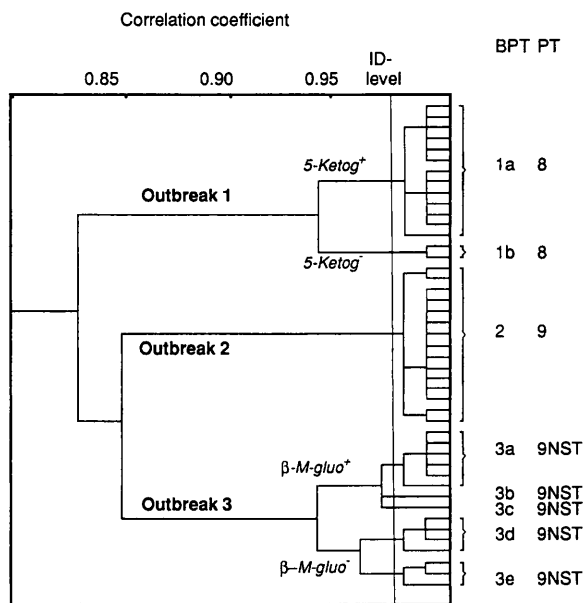 Correlation coefficient
BPT PT
0.85 0.90 0.95 ID-level
5-Ketog+
1a 8
Outbreak 1
5-Ketog-
1b 8
2 9
Outbreak 2
3a 9NST
β-M-gluo+
3b 9NST
3c 9NST
Outbreak 3
3d 9NST
β-M-gluo-
3e 9NST